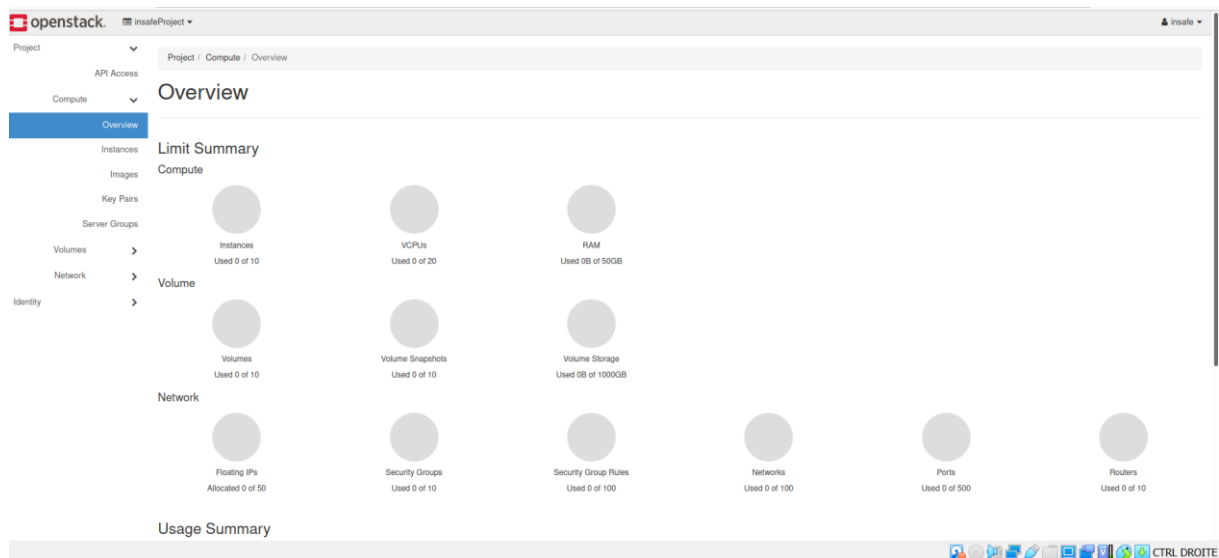 openstack. insafeProject insafe
Project
API Access
Compute
Overview
Instances
Images
Key Pairs
Server Groups
Volumes
Network
Identity
Project / Compute / Overview
Overview
Limit Summary
Compute
Instances VCPUs RAM
Used 0 of 10 Used 0 of 20 Used 0B of 50GB
Volume
Volumes Volume Snapshots Volume Storage
Used 0 of 10 Used 0 of 10 Used 0B of 1000GB
Network
Floating IPs Security Groups Security Group Rules Networks Ports Routers
Allocated 0 of 50 Used 0 of 10 Used 0 of 100 Used 0 of 100 Used 0 of 500 Used 0 of 10
Usage Summary
CTRL DROITE